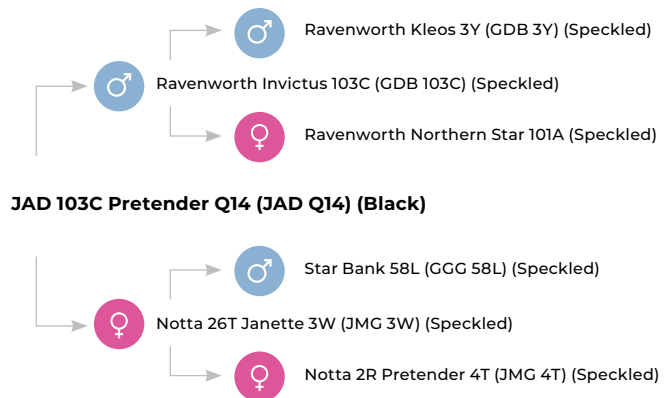 Ravenworth Kleos 3Y (GDB 3Y) (Speckled)
Ravenworth Invictus 103C (GDB 103C) (Speckled)
Ravenworth Northern Star 101A (Speckled)
JAD 103C Pretender Q14 (JAD Q14) (Black)
Star Bank 58L (GGG 58L) (Speckled)
Notta 26T Janette 3W (JMG 3W) (Speckled)
Notta 2R Pretender 4T (JMG 4T) (Speckled)